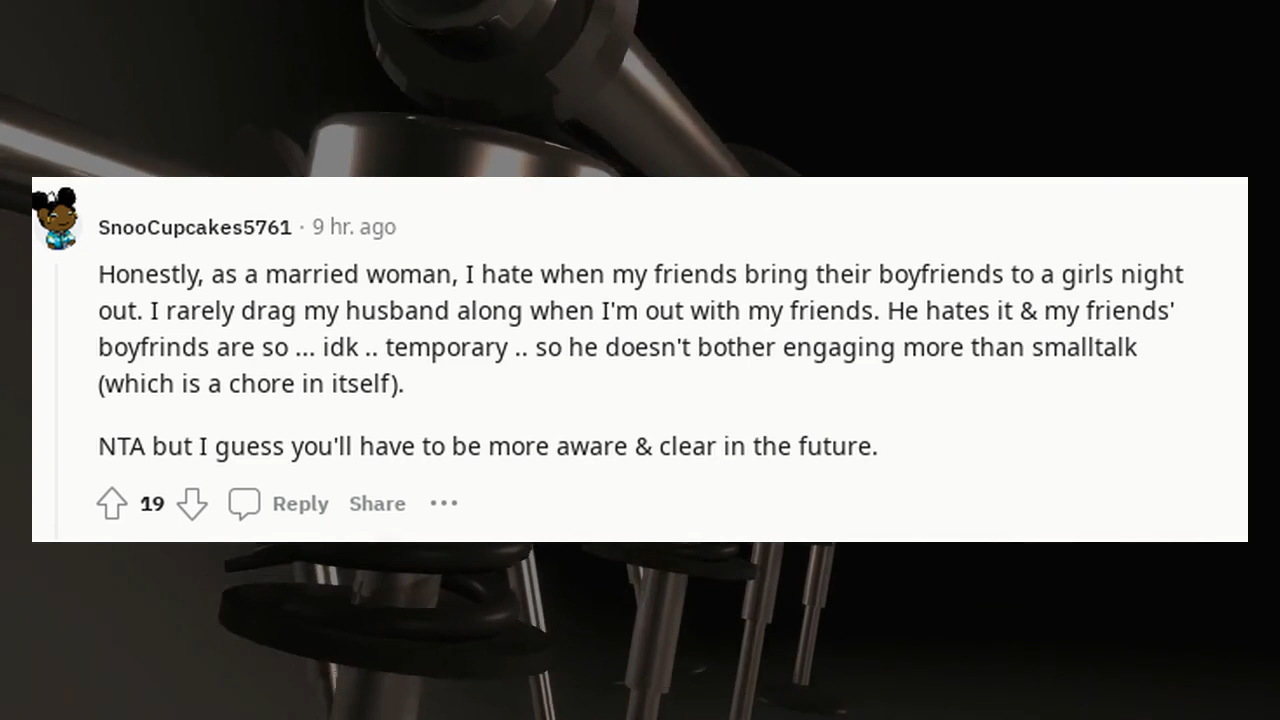 SnooCupcakes5761 · 9 hr. ago
Honestly, as a married woman, I hate when my friends bring their boyfriends to a girls night
out. I rarely drag my husband along when I'm out with my friends. He hates it & my friends'
boyfrinds are so ... idk .. temporary .. so he doesn't bother engaging more than smalltalk
(which is a chore in itself).
NTA but I guess you'll have to be more aware & clear in the future.
19 Reply Share ···